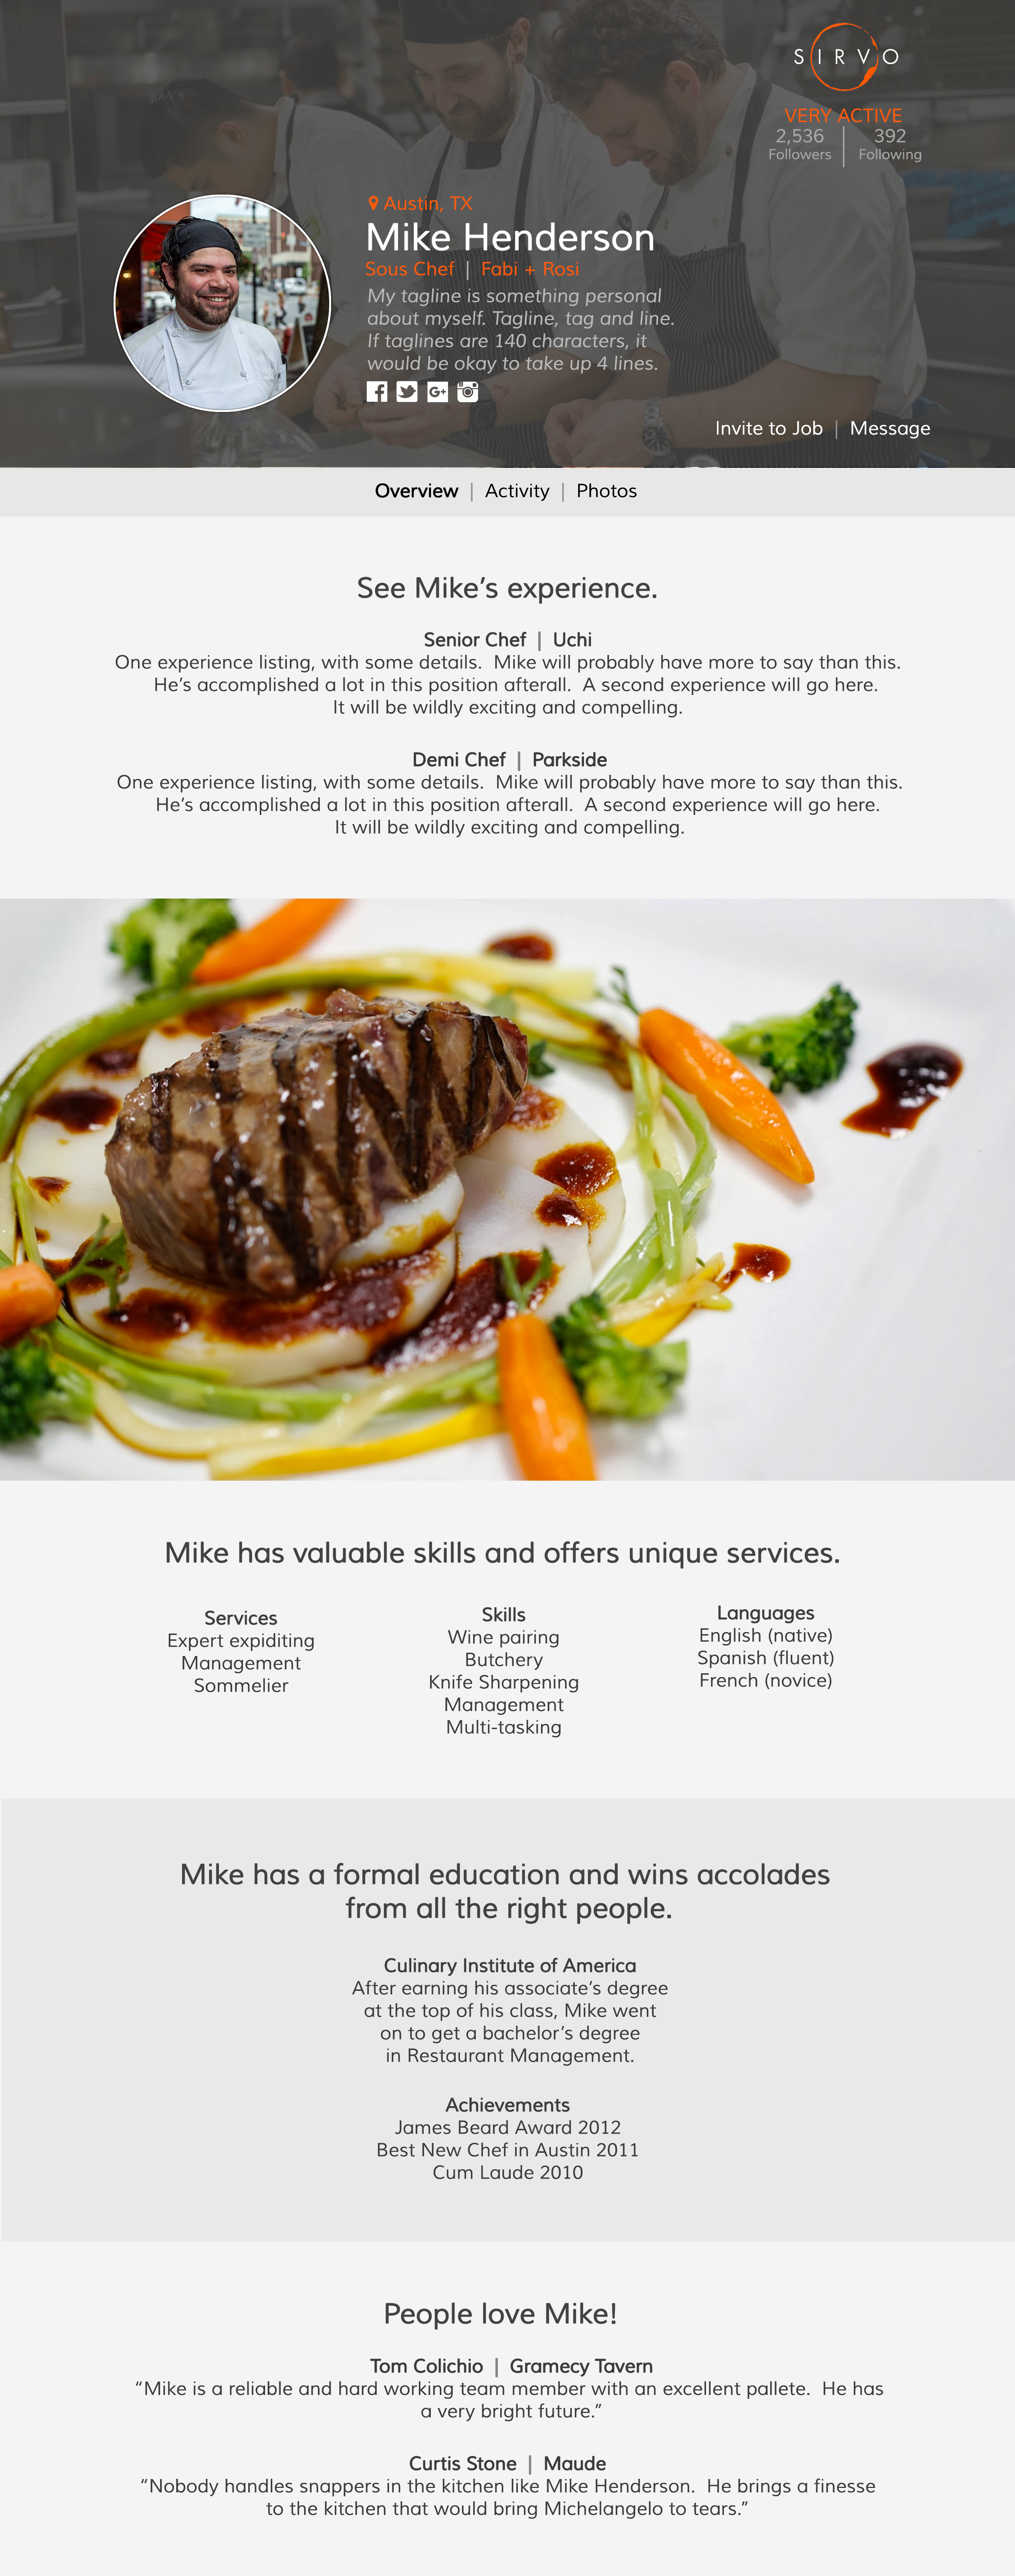 SIRVO
VERY ACTIVE
2,536 | 392
Followers | Following
Austin, TX
Mike Henderson
Sous Chef | Fabi + Rosi
My tagline is something personal
about myself. Tagline, tag and line.
If taglines are 140 characters, it
would be okay to take up 4 lines.
Invite to Job | Message
Overview | Activity | Photos
See Mike’s experience.
Senior Chef | Uchi
One experience listing, with some details. Mike will probably have more to say than this.
He’s accomplished a lot in this position afterall. A second experience will go here.
It will be wildly exciting and compelling.
Demi Chef | Parkside
One experience listing, with some details. Mike will probably have more to say than this.
He’s accomplished a lot in this position afterall. A second experience will go here.
It will be wildly exciting and compelling.
Mike has valuable skills and offers unique services.
Services
Expert expiditing
Management
Sommelier
Skills
Wine pairing
Butchery
Knife Sharpening
Management
Multi-tasking
Languages
English (native)
Spanish (fluent)
French (novice)
Mike has a formal education and wins accolades
from all the right people.
Culinary Institute of America
After earning his associate’s degree
at the top of his class, Mike went
on to get a bachelor’s degree
in Restaurant Management.
Achievements
James Beard Award 2012
Best New Chef in Austin 2011
Cum Laude 2010
People love Mike!
Tom Colichio | Gramecy Tavern
“Mike is a reliable and hard working team member with an excellent pallete. He has
a very bright future.”
Curtis Stone | Maude
“Nobody handles snappers in the kitchen like Mike Henderson. He brings a finesse
to the kitchen that would bring Michelangelo to tears.”